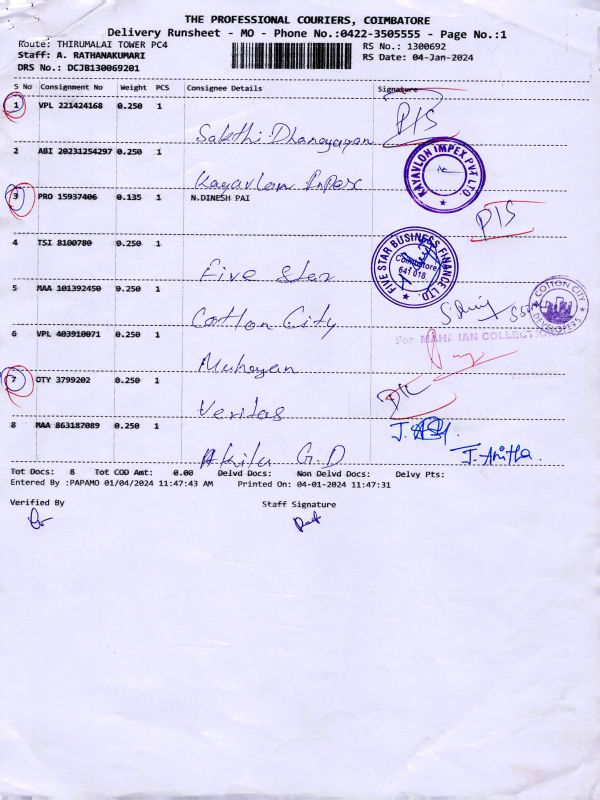 THE PROFESSIONAL COURIERS, COIMBATORE
Delivery Runsheet - MO - Phone No.:0422-3505555 - Page No.:1
Route: THIRUMALAI TOWER PC4 RS No.: 1300692
Staff: A. RATHANAKUMARI RS Date: 04-Jan-2024
DRS No.: DCJB130069201
S No Consignment No Weight PCS Consignee Details Signature
1 VPL 221424168 0.250 1
Sakthi Dhanayagan P/S
2 ABI 20231254297 0.250 1
Kayavlon Impex KAYAVLON IMPEX PVT LTD
3 PRO 15937406 0.135 1 N.DINESH PAI
P/S
4 TSI 8100780 0.250 1
Five Star FIVE STAR BUSINESS FINANCE LTD. Coimbatore 641 018.
5 MAA 101392450 0.250 1
Cotton City COTTON CITY DEVELOPERS
6 VPL 403910071 0.250 1 For MAHAJAN COLLECTION
Muhayan
7 OTY 3799202 0.250 1
Veritas
8 MAA 863187089 0.250 1
Akila G.D J. Anitha.
Tot Docs: 8 Tot COD Amt: 0.00 Delvd Docs: Non Delvd Docs: Delvy Pts:
Entered By :PAPAMO 01/04/2024 11:47:43 AM Printed On: 04-01-2024 11:47:31
Verified By Staff Signature